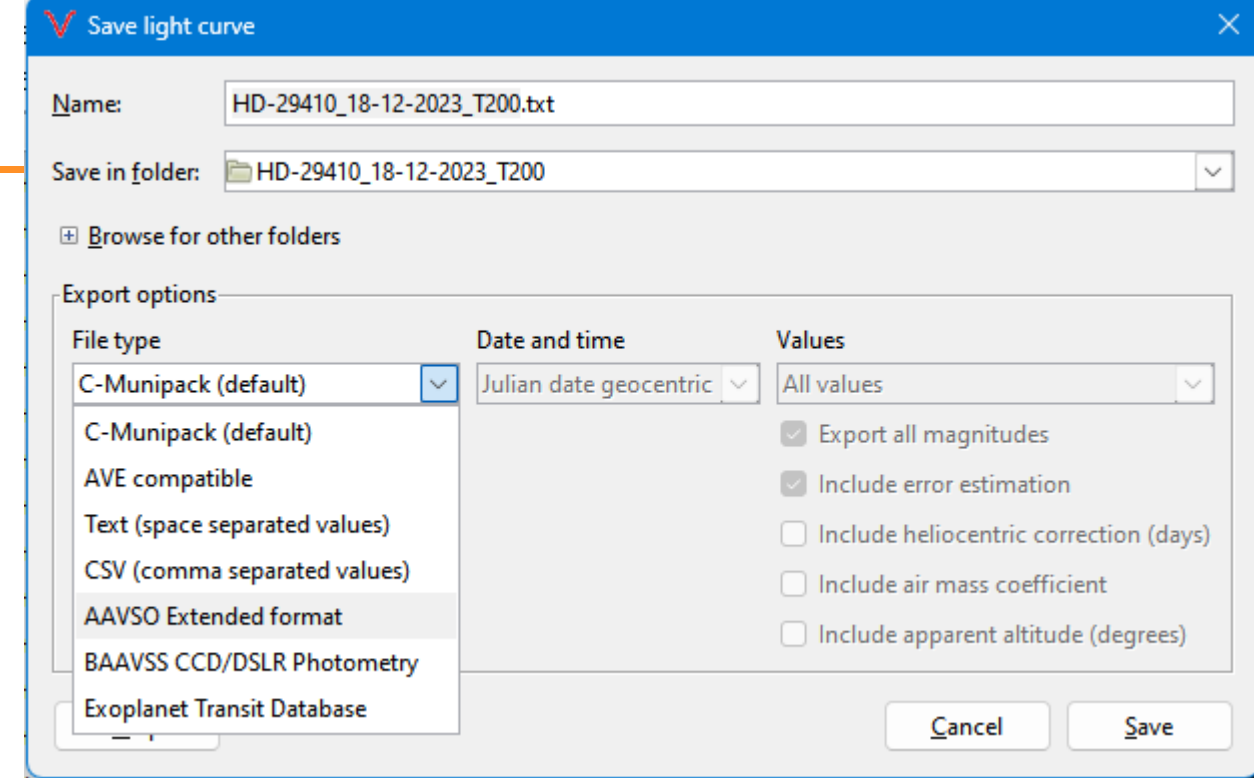 Save light curve
Name: HD-29410_18-12-2023_T200.txt
Save in folder: HD-29410_18-12-2023_T200
Browse for other folders
Export options
File type Date and time Values
C-Munipack (default) Julian date geocentric All values
C-Munipack (default)
Export all magnitudes
AVE compatible
Include error estimation
Text (space separated values)
Include heliocentric correction (days)
CSV (comma separated values)
Include air mass coefficient
AAVSO Extended format
Include apparent altitude (degrees)
BAAVSS CCD/DSLR Photometry
Exoplanet Transit Database
Cancel Save